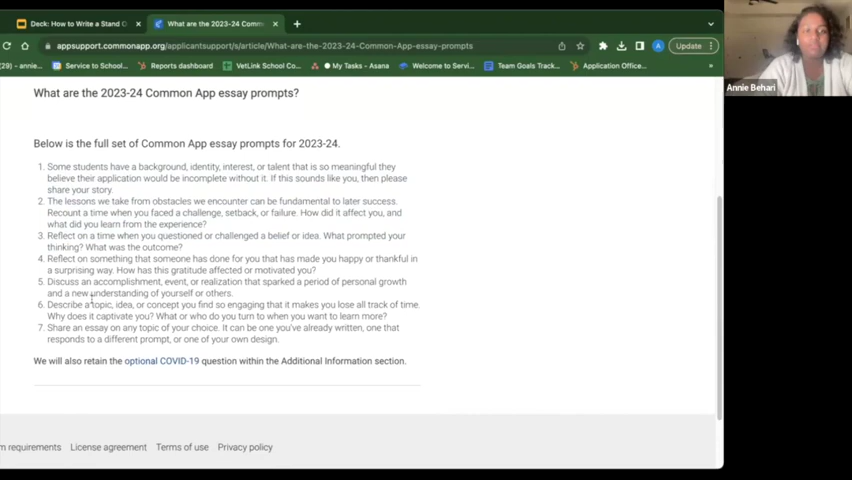 Deck: How to Write a Stand O
What are the 2023-24 Comm
appsupport.commonapp.org/applicantsupport/s/article/What-are-the-2023-24-Common-App-essay-prompts
A
Update
(29) - annie...
Service to School...
Reports dashboard
VetLink School Co...
My Tasks - Asana
Welcome to Servi...
Team Goals Track...
Application Office...
»
Annie Behari
What are the 2023-24 Common App essay prompts?
Below is the full set of Common App essay prompts for 2023-24.
1. Some students have a background, identity, interest, or talent that is so meaningful they
believe their application would be incomplete without it. If this sounds like you, then please
share your story.
2. The lessons we take from obstacles we encounter can be fundamental to later success.
Recount a time when you faced a challenge, setback, or failure. How did it affect you, and
what did you learn from the experience?
3. Reflect on a time when you questioned or challenged a belief or idea. What prompted your
thinking? What was the outcome?
4. Reflect on something that someone has done for you that has made you happy or thankful in
a surprising way. How has this gratitude affected or motivated you?
5. Discuss an accomplishment, event, or realization that sparked a period of personal growth
and a new understanding of yourself or others.
6. Describe a topic, idea, or concept you find so engaging that it makes you lose all track of time.
Why does it captivate you? What or who do you turn to when you want to learn more?
7. Share an essay on any topic of your choice. It can be one you've already written, one that
responds to a different prompt, or one of your own design.
We will also retain the optional COVID-19 question within the Additional Information section.
m requirements
License agreement
Terms of use
Privacy policy